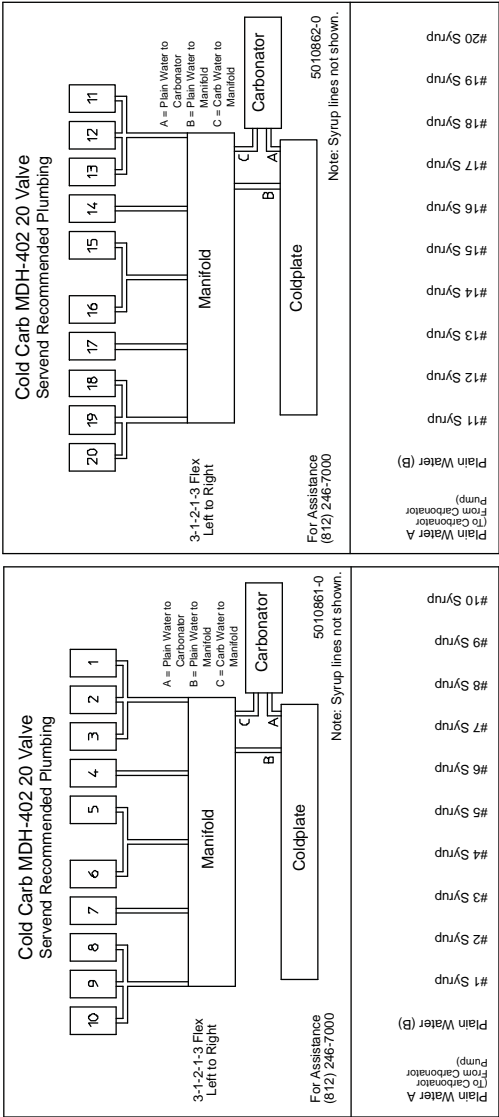 Cold Carb MDH-402 20 Valve
Servend Recommended Plumbing
10
9
8
7
6
5
4
3
2
1
3-1-2-1-3 Flex
Left to Right
A = Plain Water to
Carbonator
B = Plain Water to
Manifold
C = Carb Water to
Manifold
Manifold
B
C
A
Carbonator
Coldplate
For Assistance
(812) 246-7000
5010861-0
Note: Syrup lines not shown.
Plain Water A
(To Carbonator
From Carbonator
Pump)
Plain Water (B)
#1 Syrup
#2 Syrup
#3 Syrup
#4 Syrup
#5 Syrup
#6 Syrup
#7 Syrup
#8 Syrup
#9 Syrup
#10 Syrup
Cold Carb MDH-402 20 Valve
Servend Recommended Plumbing
20
19
18
17
16
15
14
13
12
11
3-1-2-1-3 Flex
Left to Right
A = Plain Water to
Carbonator
B = Plain Water to
Manifold
C = Carb Water to
Manifold
Manifold
B
C
A
Carbonator
Coldplate
For Assistance
(812) 246-7000
5010862-0
Note: Syrup lines not shown.
Plain Water A
(To Carbonator
From Carbonator
Pump)
Plain Water (B)
#11 Syrup
#12 Syrup
#13 Syrup
#14 Syrup
#15 Syrup
#16 Syrup
#17 Syrup
#18 Syrup
#19 Syrup
#20 Syrup